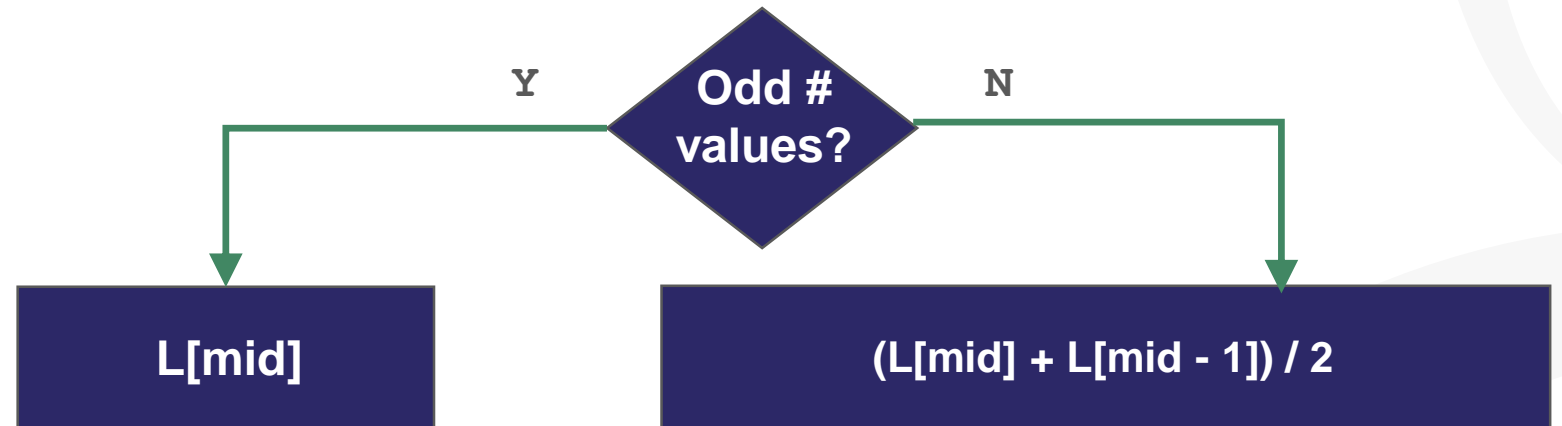 Y
Odd #
values?
N
L[mid]
(L[mid] + L[mid - 1]) / 2